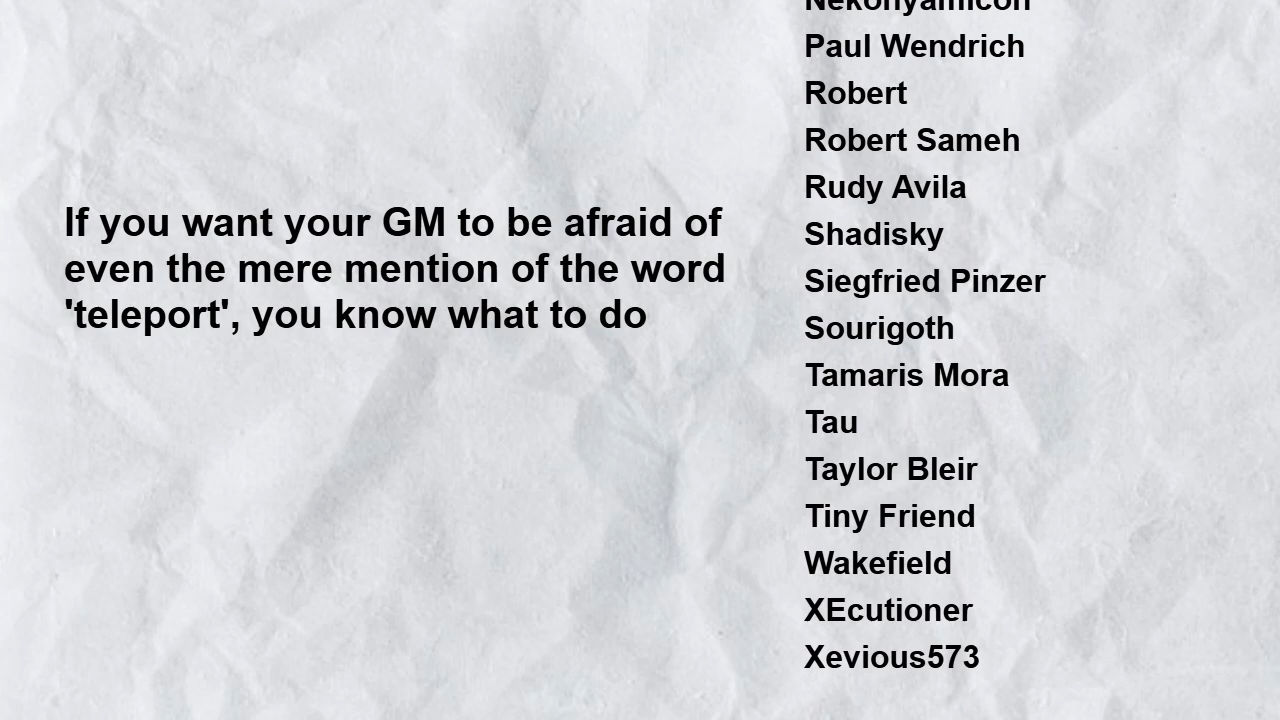 If you want your GM to be afraid of
even the mere mention of the word
'teleport', you know what to do
Nekonyamicon
Paul Wendrich
Robert
Robert Sameh
Rudy Avila
Shadisky
Siegfried Pinzer
Sourigoth
Tamaris Mora
Tau
Taylor Bleir
Tiny Friend
Wakefield
XEcutioner
Xevious573